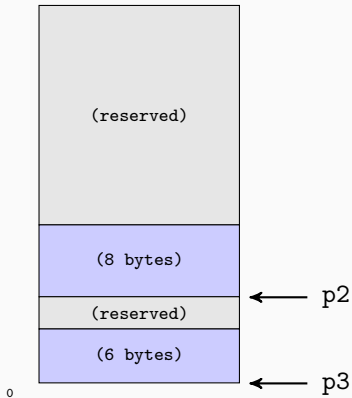 (reserved)
(8 bytes)
p2
(reserved)
(6 bytes)
p3
0